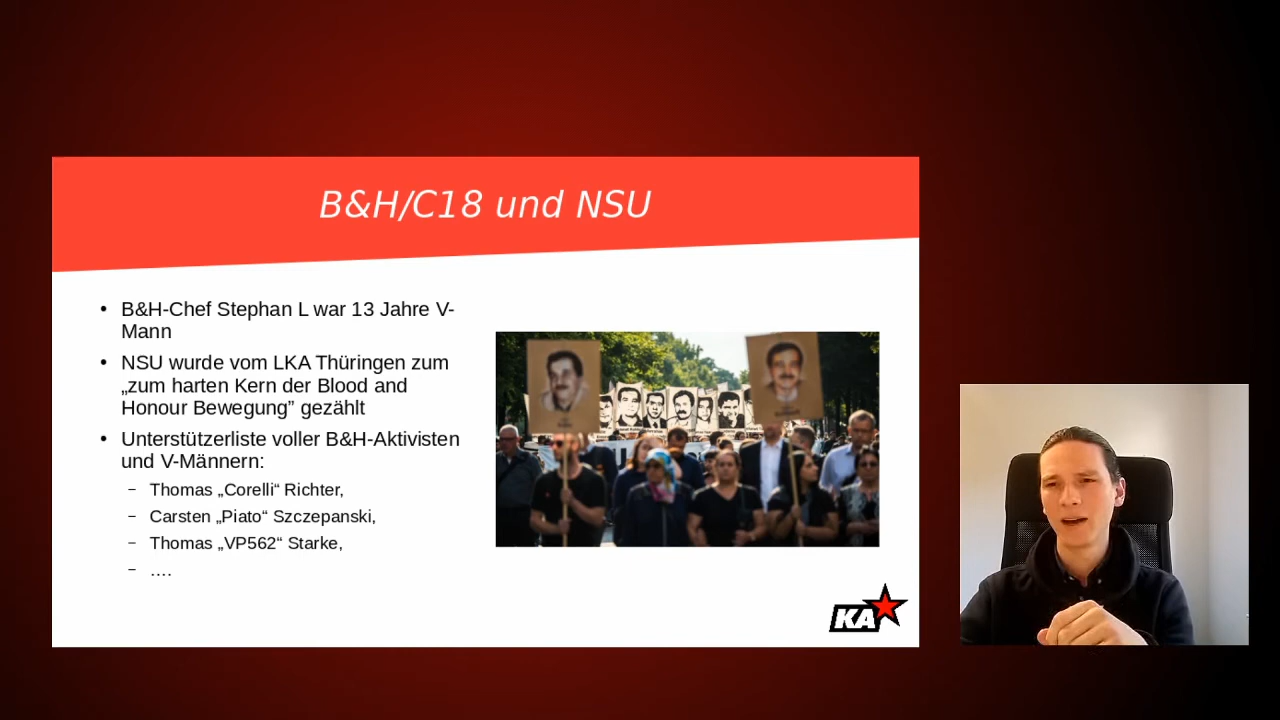 B&H/C18 und NSU
• B&H-Chef Stephan L war 13 Jahre V-
Mann
• NSU wurde vom LKA Thüringen zum
„zum harten Kern der Blood and
Honour Bewegung” gezählt
• Unterstützerliste voller B&H-Aktivisten
und V-Männern:
– Thomas „Corelli“ Richter,
– Carsten „Piato“ Szczepanski,
– Thomas „VP562“ Starke,
– ....
KA